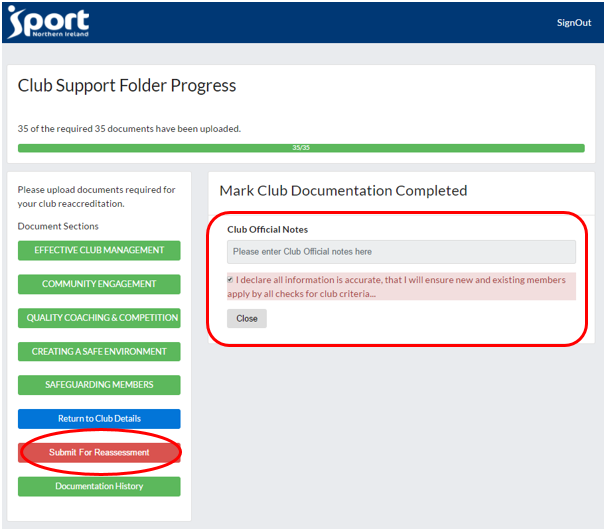 Sport
Northern Ireland
SignOut
Club Support Folder Progress
35 of the required 35 documents have been uploaded.
35/35
Please upload documents required for
your club reaccreditation.
Document Sections
EFFECTIVE CLUB MANAGEMENT
COMMUNITY ENGAGEMENT
QUALITY COACHING & COMPETITION
CREATING A SAFE ENVIRONMENT
SAFEGUARDING MEMBERS
Return to Club Details
Submit For Reassessment
Documentation History
Mark Club Documentation Completed
Club Official Notes
Please enter Club Official notes here
I declare all information is accurate, that I will ensure new and existing members
apply by all checks for club criteria...
Close